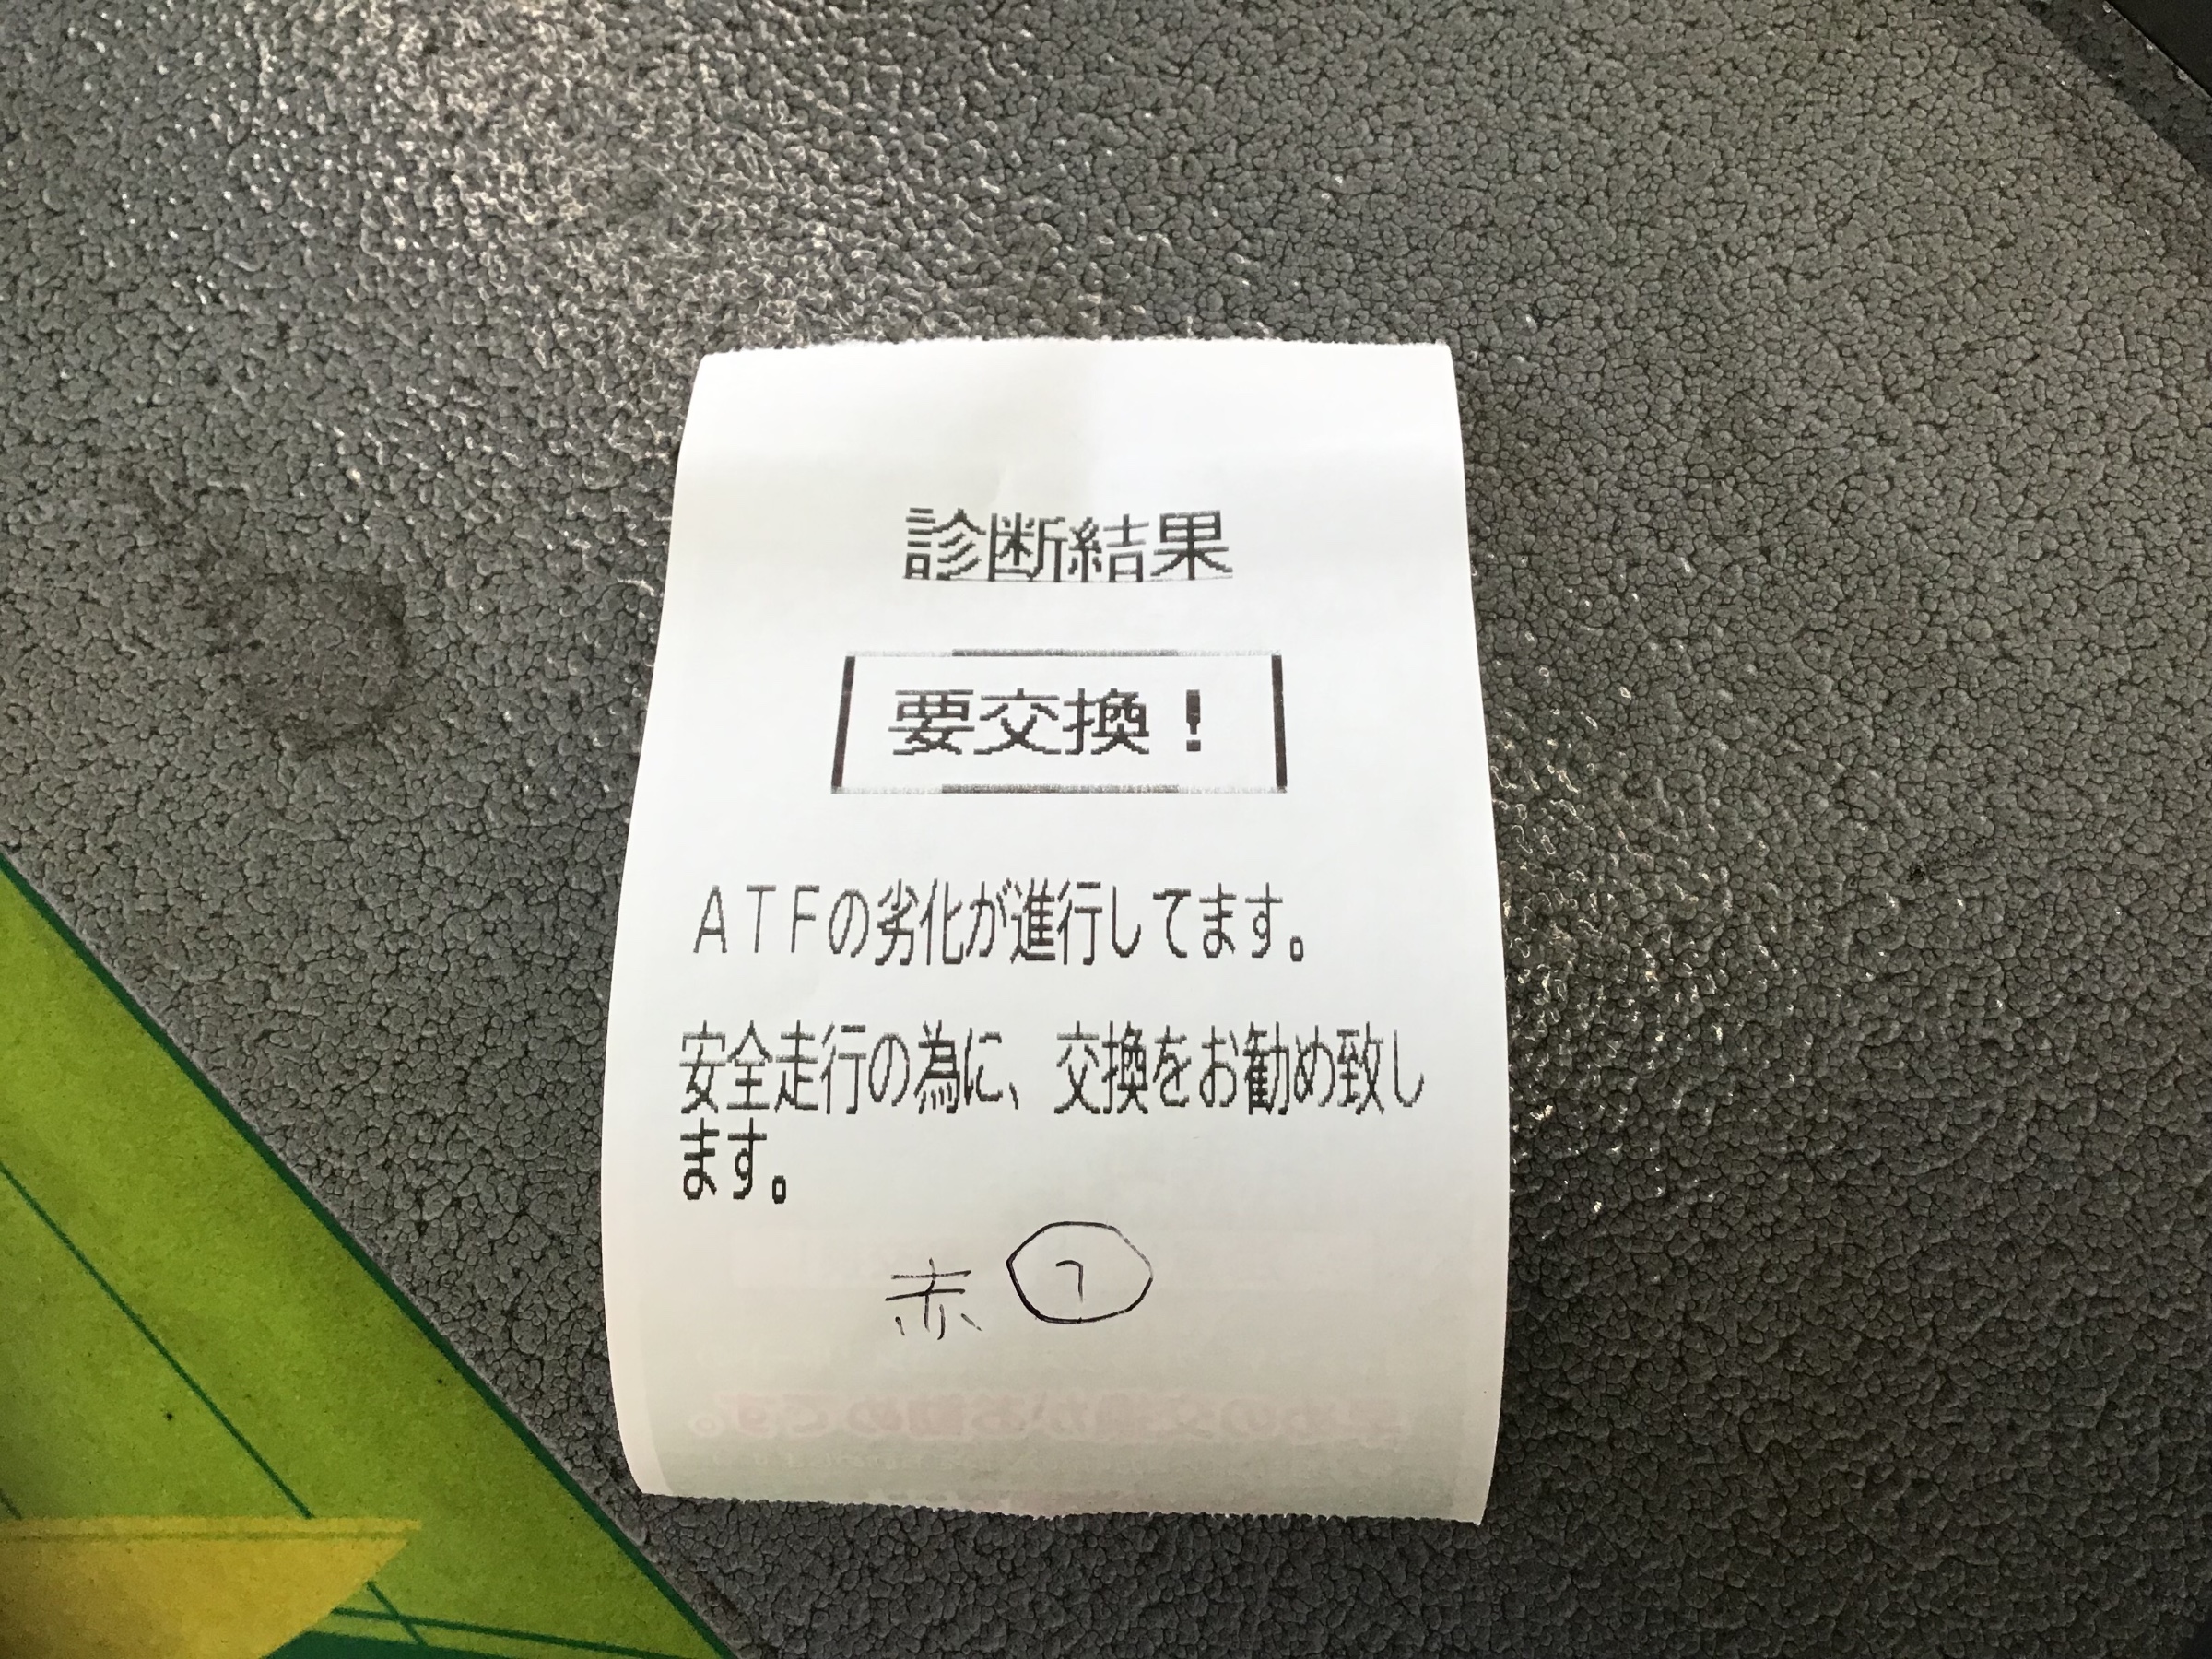 診断結果
要交換！
ATFの劣化が進行してます。
安全走行の為に、交換をお勧め致し
ます。
赤 7